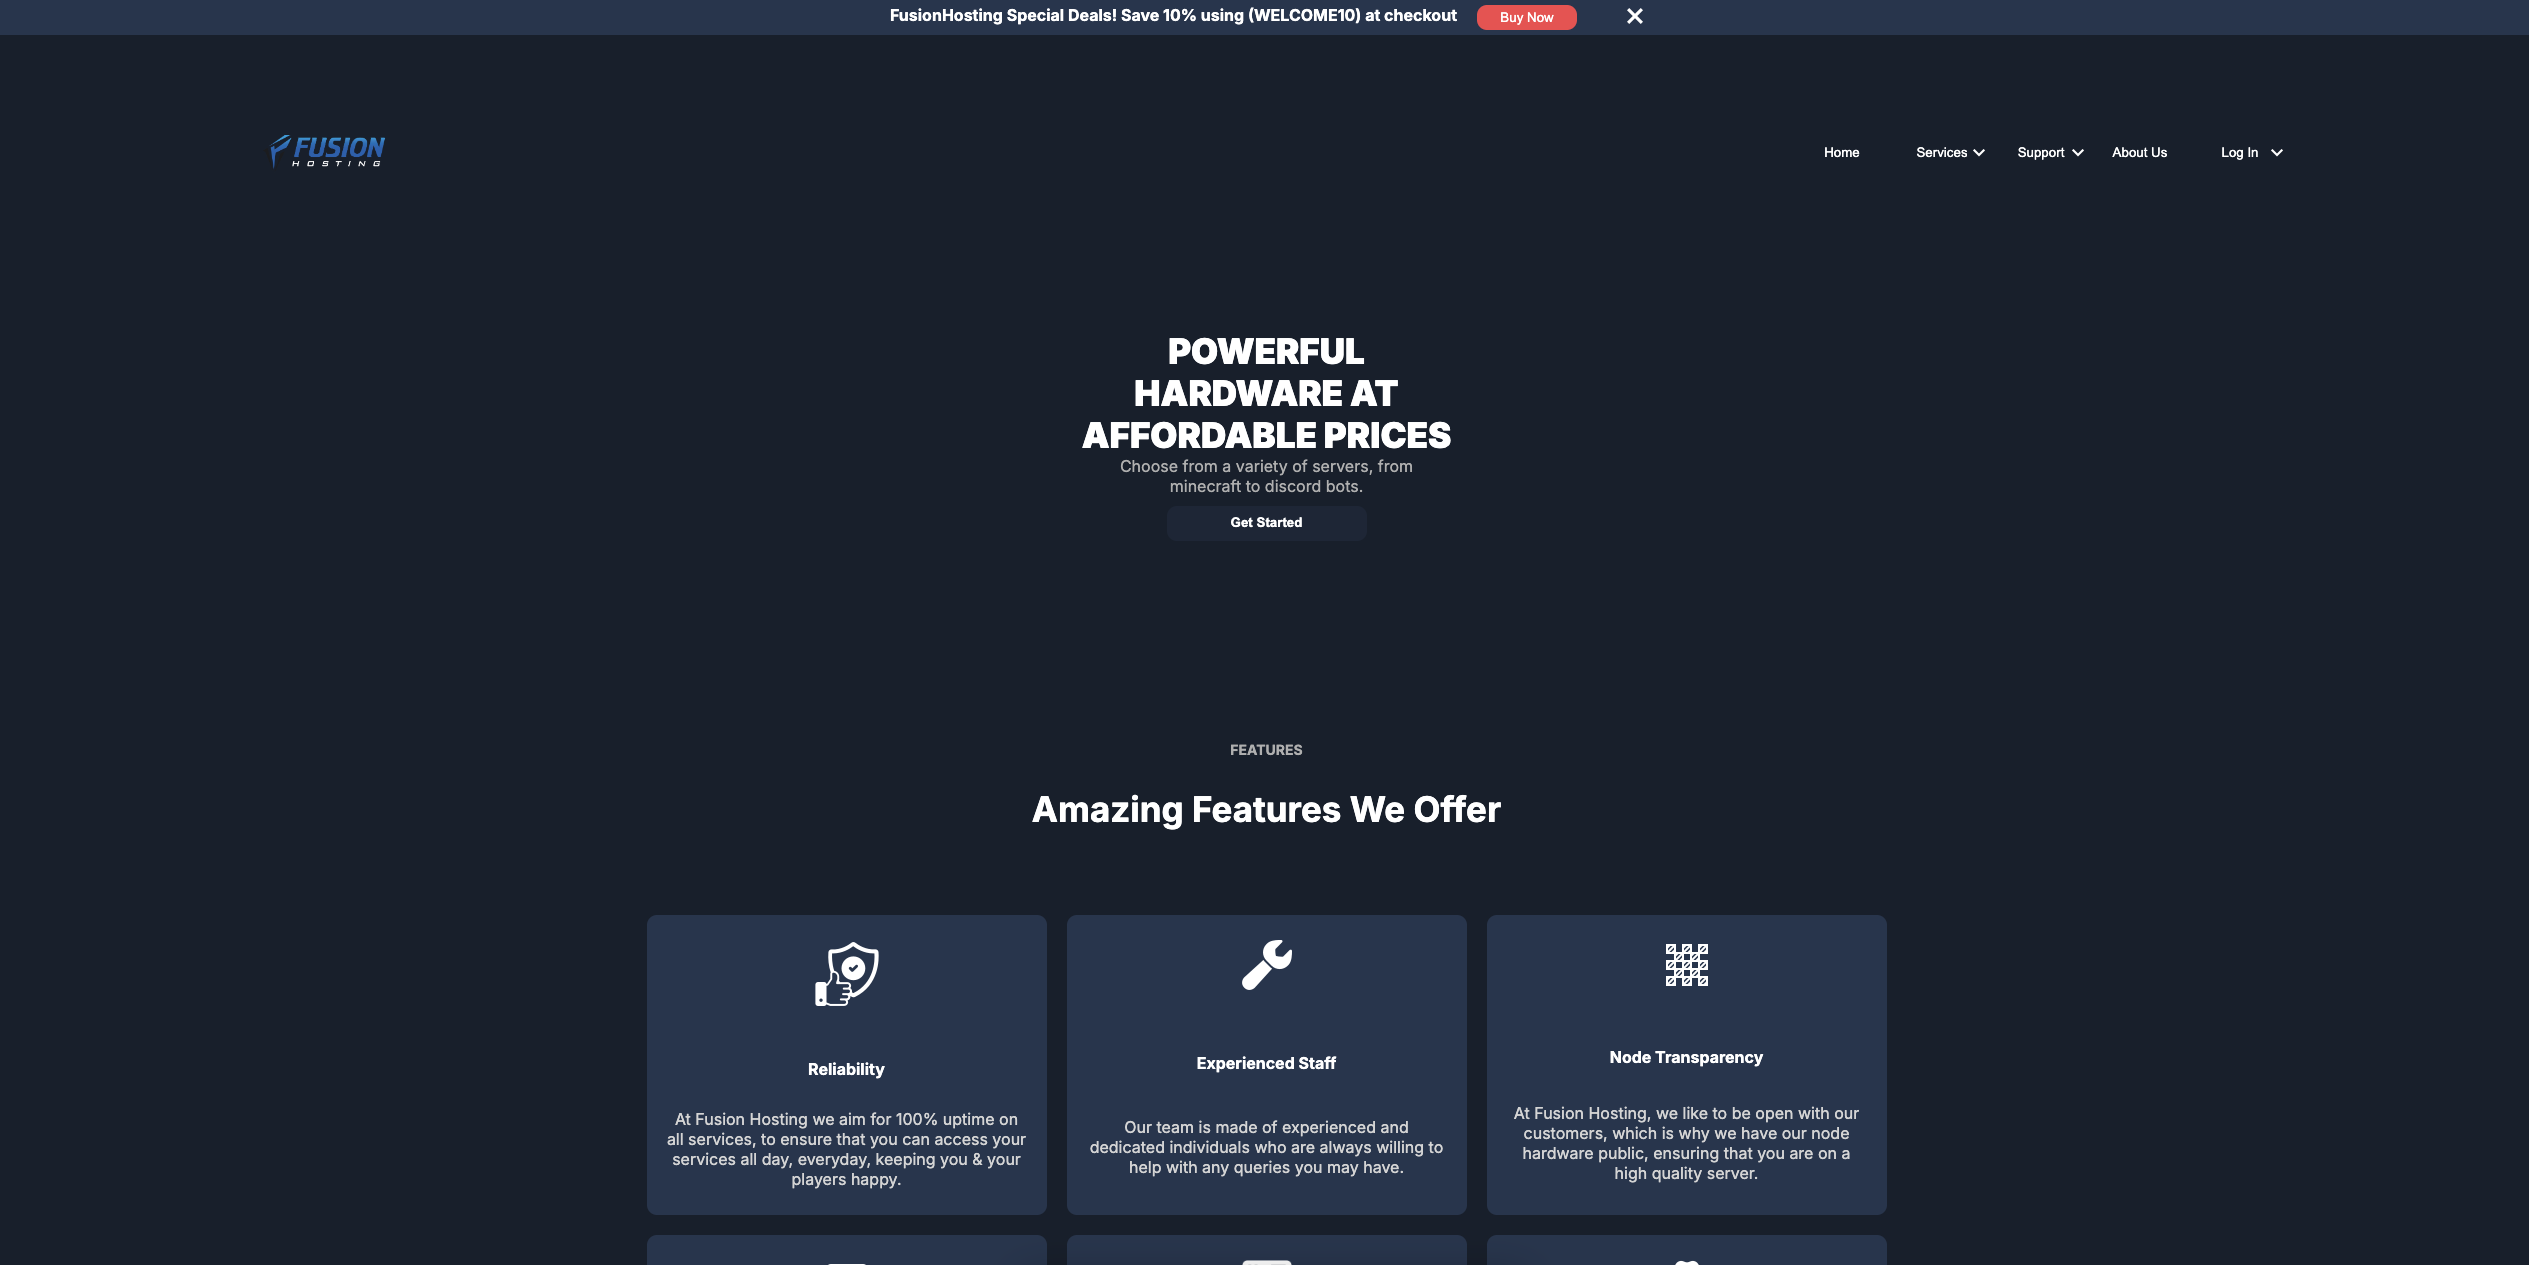 FusionHosting Special Deals! Save 10% using (WELCOME10) at checkout
Buy Now
FUSION
HOSTING
Home
Services
Support
About Us
Log In
POWERFUL
HARDWARE AT
AFFORDABLE PRICES
Choose from a variety of servers, from
minecraft to discord bots.
Get Started
FEATURES
Amazing Features We Offer
Reliability
At Fusion Hosting we aim for 100% uptime on
all services, to ensure that you can access your
services all day, everyday, keeping you & your
players happy.
Experienced Staff
Our team is made of experienced and
dedicated individuals who are always willing to
help with any queries you may have.
Node Transparency
At Fusion Hosting, we like to be open with our
customers, which is why we have our node
hardware public, ensuring that you are on a
high quality server.